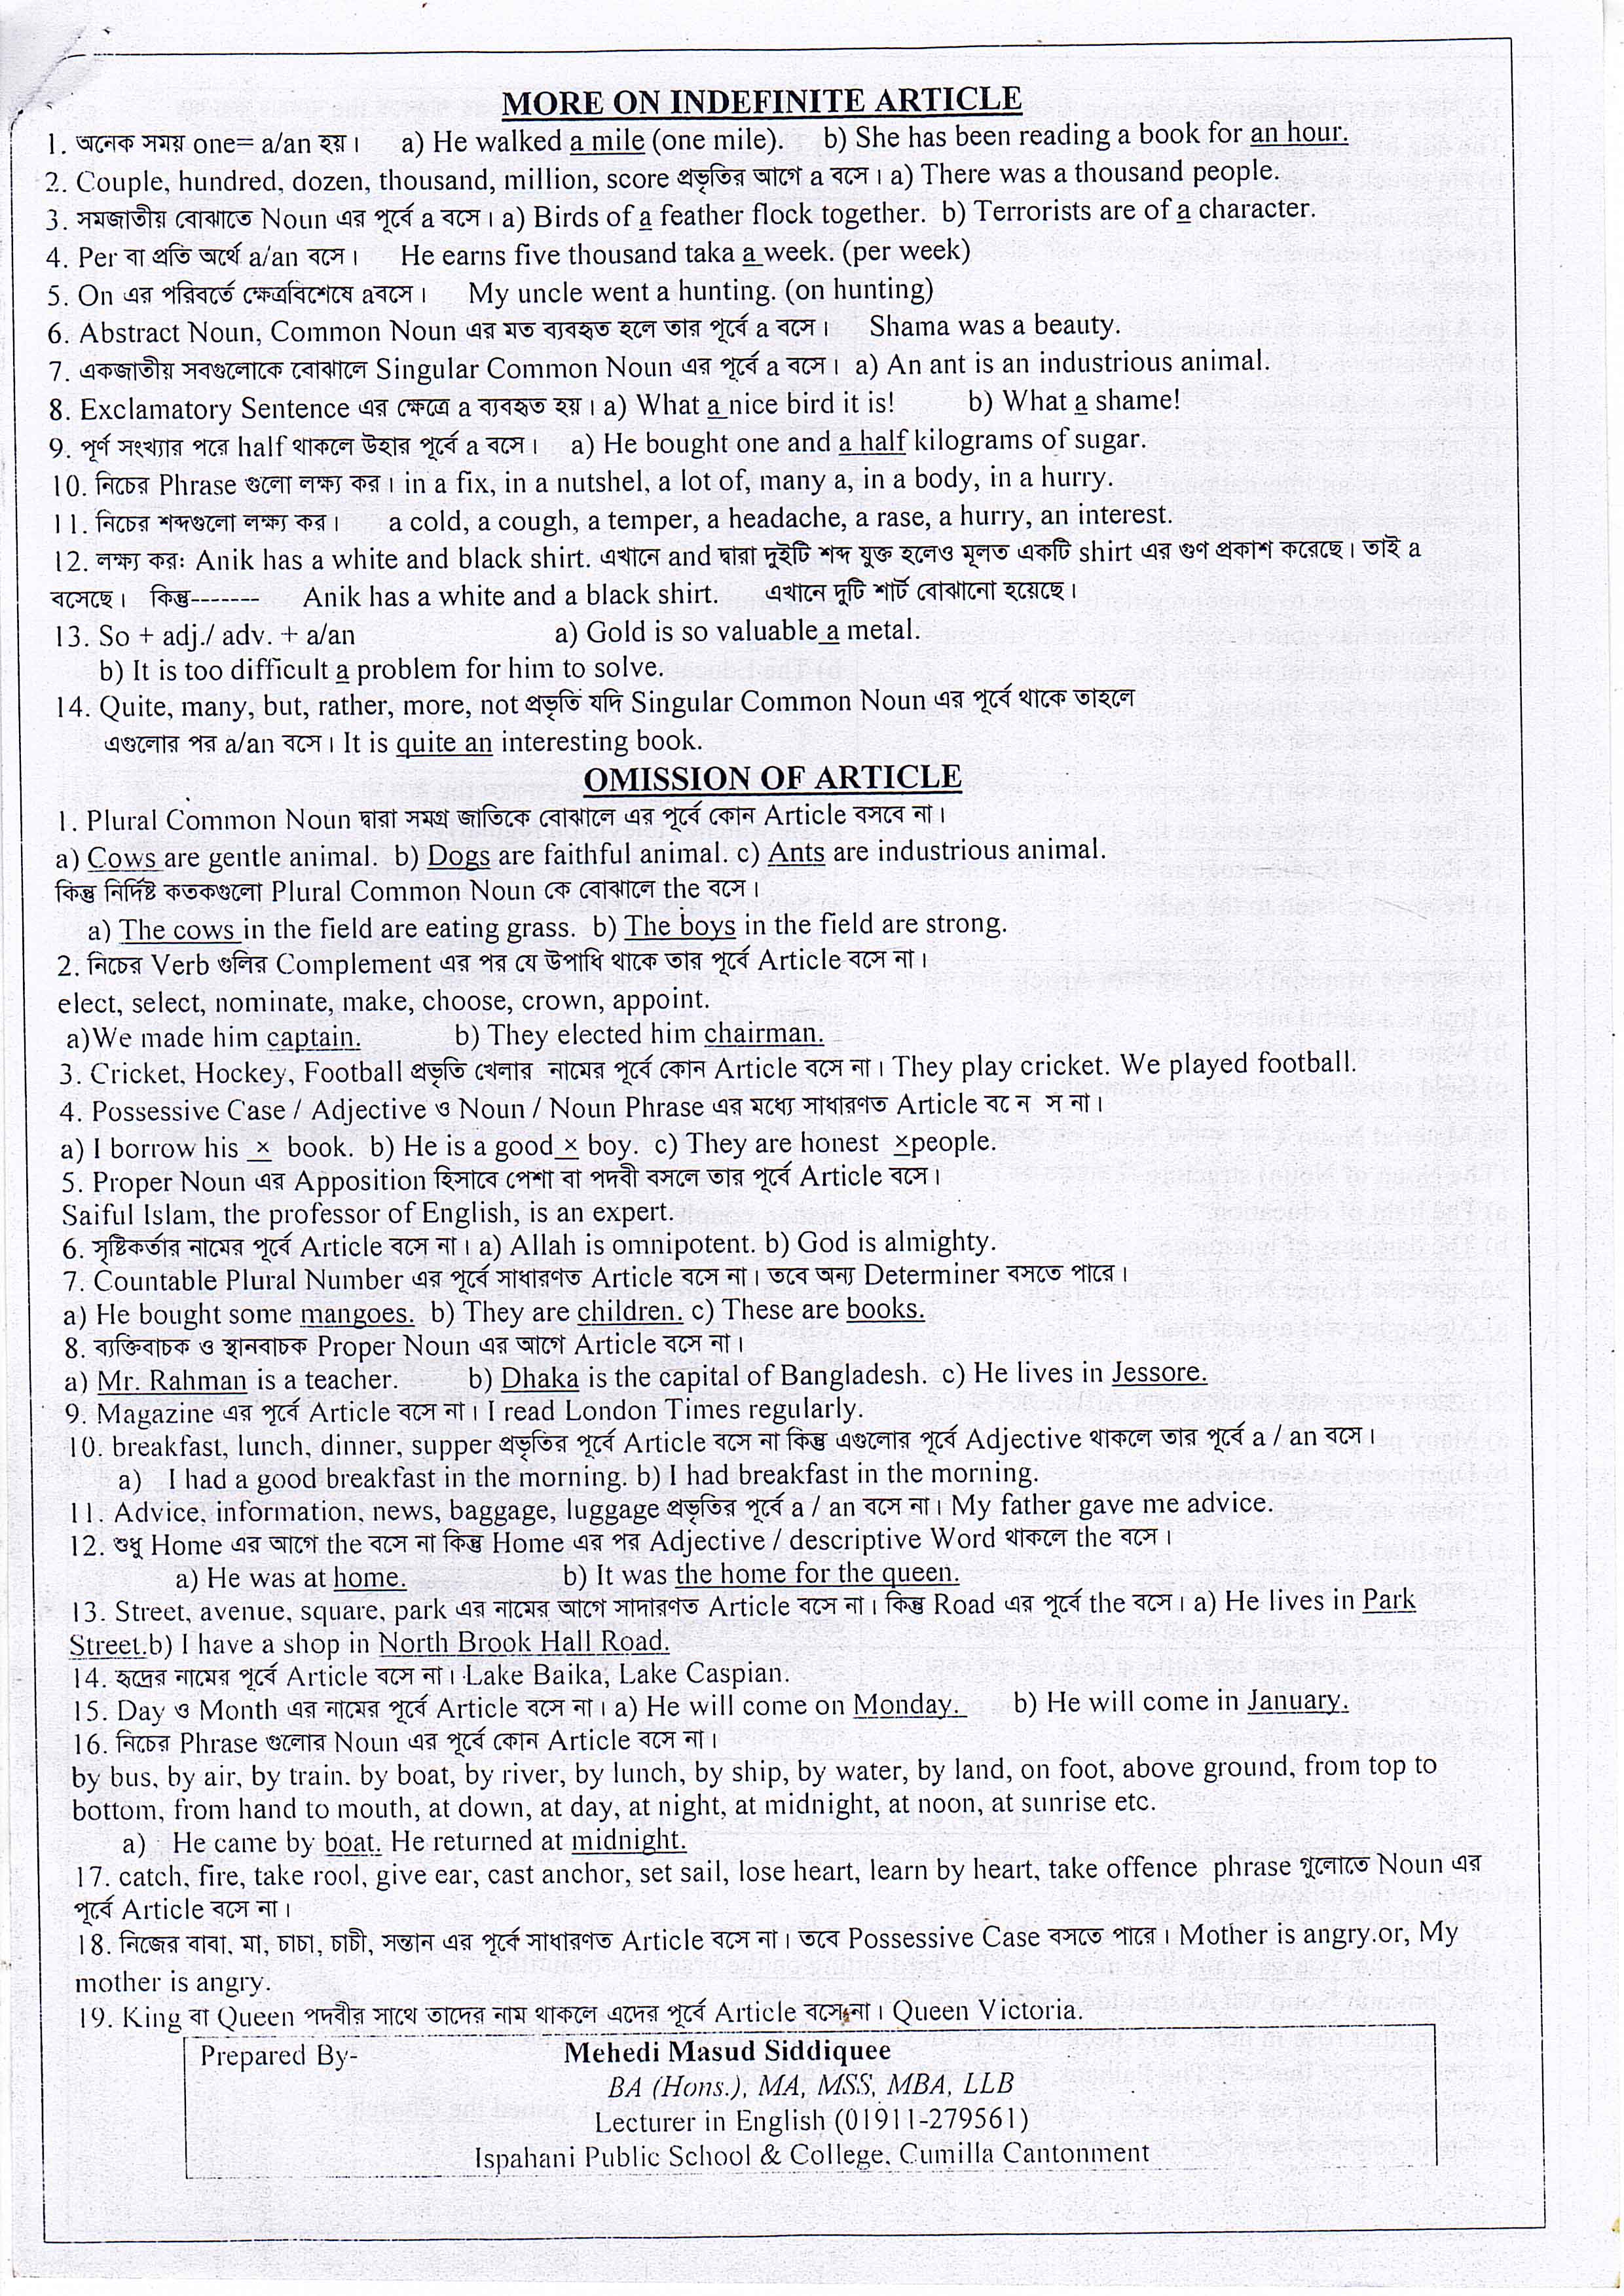 MORE ON INDEFINITE ARTICLE
1. অনেক সময় one= a/an হয়। a) He walked a mile (one mile). b) She has been reading a book for an hour.
2. Couple, hundred, dozen, thousand, million, score প্রভৃতির আগে a বসে। a) There was a thousand people.
3. সমজাতীয় বোঝাতে Noun এর পূর্বে a বসে। a) Birds of a feather flock together. b) Terrorists are of a character.
4. Per বা প্রতি অর্থে a/an বসে। He earns five thousand taka a week. (per week)
5. On এর পরিবর্তে ক্ষেত্রবিশেষে aবসে। My uncle went a hunting. (on hunting)
6. Abstract Noun, Common Noun এর মত ব্যবহৃত হলে তার পূর্বে a বসে। Shama was a beauty.
7. একজাতীয় সবগুলোকে বোঝালে Singular Common Noun এর পূর্বে a বসে। a) An ant is an industrious animal.
8. Exclamatory Sentence এর ক্ষেত্রে a ব্যবহৃত হয়। a) What a nice bird it is! b) What a shame!
9. পূর্ণ সংখ্যার পরে half থাকলে উহার পূর্বে a বসে। a) He bought one and a half kilograms of sugar.
10. নিচের Phrase গুলো লক্ষ্য কর। in a fix, in a nutshel, a lot of, many a, in a body, in a hurry.
11. নিচের শব্দগুলো লক্ষ্য কর। a cold, a cough, a temper, a headache, a rase, a hurry, an interest.
12. লক্ষ্য কর: Anik has a white and black shirt. এখানে and দ্বারা দুইটি শব্দ যুক্ত হলেও মূলত একটি shirt এর গুণ প্রকাশ করেছে। তাই a
বসেছে। কিন্তু------- Anik has a white and a black shirt. এখানে দুটি শার্ট বোঝানো হয়েছে।
13. So + adj./ adv. + a/an a) Gold is so valuable a metal.
b) It is too difficult a problem for him to solve.
14. Quite, many, but, rather, more, not প্রভৃতি যদি Singular Common Noun এর পূর্বে থাকে তাহলে
এগুলোর পর a/an বসে। It is quite an interesting book.
OMISSION OF ARTICLE
1. Plural Common Noun দ্বারা সমগ্র জাতিকে বোঝালে এর পূর্বে কোন Article বসবে না।
a) Cows are gentle animal. b) Dogs are faithful animal. c) Ants are industrious animal.
কিন্তু নির্দিষ্ট কতকগুলো Plural Common Noun কে বোঝালে the বসে।
a) The cows in the field are eating grass. b) The boys in the field are strong.
2. নিচের Verb গুলির Complement এর পর যে উপাধি থাকে তার পূর্বে Article বসে না।
elect, select, nominate, make, choose, crown, appoint.
a)We made him captain. b) They elected him chairman.
3. Cricket, Hockey, Football প্রভৃতি খেলার নামের পূর্বে কোন Article বসে না। They play cricket. We played football.
4. Possessive Case / Adjective ও Noun / Noun Phrase এর মধ্যে সাধারণত Article বে ন স না।
a) I borrow his × book. b) He is a good × boy. c) They are honest ×people.
5. Proper Noun এর Apposition হিসাবে পেশা বা পদবী বসলে তার পূর্বে Article বসে।
Saiful Islam, the professor of English, is an expert.
6. সৃষ্টিকর্তার নামের পূর্বে Article বসে না। a) Allah is omnipotent. b) God is almighty.
7. Countable Plural Number এর পূর্বে সাধারণত Article বসে না। তবে অন্য Determiner বসতে পারে।
a) He bought some mangoes. b) They are children. c) These are books.
8. ব্যক্তিবাচক ও স্থানবাচক Proper Noun এর আগে Article বসে না।
a) Mr. Rahman is a teacher. b) Dhaka is the capital of Bangladesh. c) He lives in Jessore.
9. Magazine এর পূর্বে Article বসে না। I read London Times regularly.
10. breakfast, lunch, dinner, supper প্রভৃতির পূর্বে Article বসে না কিন্তু এগুলোর পূর্বে Adjective থাকলে তার পূর্বে a / an বসে।
a) I had a good breakfast in the morning. b) I had breakfast in the morning.
11. Advice, information, news, baggage, luggage প্রভৃতির পূর্বে a / an বসে না। My father gave me advice.
12. শুধু Home এর আগে the বসে না কিন্তু Home এর পর Adjective / descriptive Word থাকলে the বসে।
a) He was at home. b) It was the home for the queen.
13. Street, avenue, square, park এর নামের আগে সাদারণত Article বসে না। কিন্তু Road এর পূর্বে the বসে। a) He lives in Park
Street.b) I have a shop in North Brook Hall Road.
14. হৃদের নামের পূর্বে Article বসে না। Lake Baika, Lake Caspian.
15. Day ও Month এর নামের পূর্বে Article বসে না। a) He will come on Monday. b) He will come in January.
16. নিচের Phrase গুলোর Noun এর পূর্বে কোন Article বসে না।
by bus, by air, by train. by boat, by river, by lunch, by ship, by water, by land, on foot, above ground, from top to
bottom, from hand to mouth, at down, at day, at night, at midnight, at noon, at sunrise etc.
a) He came by boat. He returned at midnight.
17. catch, fire, take rool, give ear, cast anchor, set sail, lose heart, learn by heart, take offence phrase গুলোতে Noun এর
পূর্বে Article বসে না।
18. নিজের বাবা, মা, চাচা, চাচী, সন্তান এর পূর্বে সাধারণত Article বসে না। তবে Possessive Case বসতে পারে। Mother is angry.or, My
mother is angry.
19. King বা Queen পদবীর সাথে তাদের নাম থাকলে এদের পূর্বে Article বসে না। Queen Victoria.
Prepared By- Mehedi Masud Siddiquee
BA (Hons.), MA, MSS, MBA, LLB
Lecturer in English (01911-279561)
Ispahani Public School & College, Cumilla Cantonment